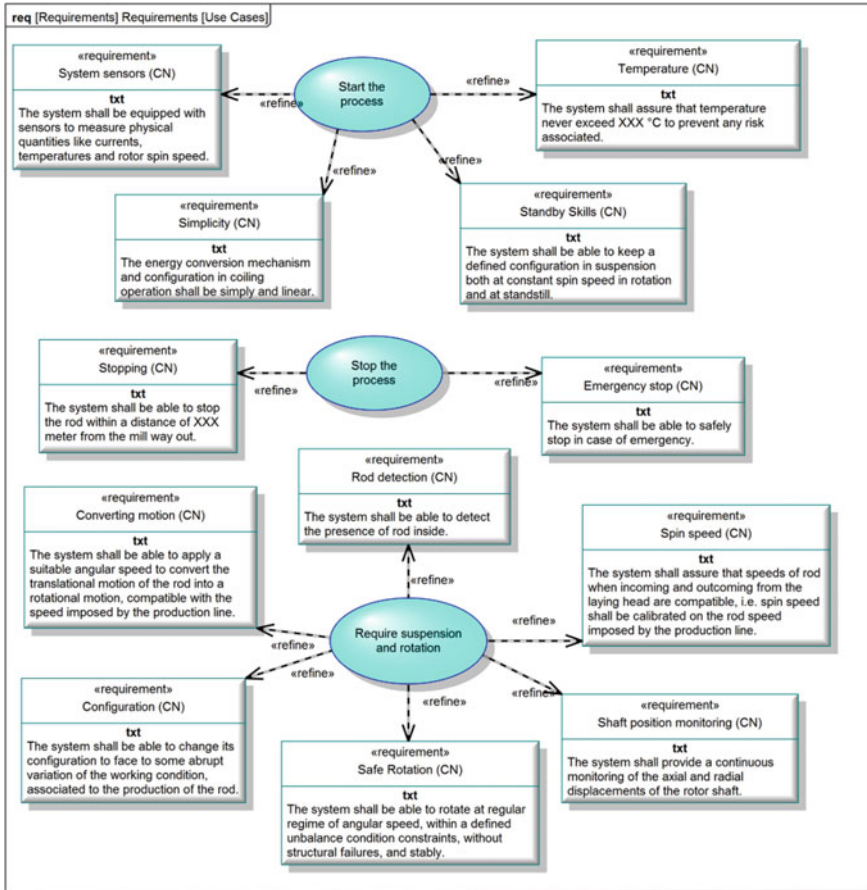 req [Requirements] Requirements [Use Cases]
«requirement»
System sensors (CN)
txt
The system shall be equipped with
sensors to measure physical
quantities like currents,
temperatures and rotor spin speed.
Start the
process
«requirement»
Temperature (CN)
txt
The system shall assure that temperature
never exceed XXX °C to prevent any risk
associated.
«refine»
«refine»
«refine»
«refine»
«requirement»
Simplicity (CN)
txt
The energy conversion mechanism
and configuration in coiling
operation shall be simply and linear.
«requirement»
Standby Skills (CN)
txt
The system shall be able to keep a
defined configuration in suspension
both at constant spin speed in rotation
and at standstill.
«requirement»
Stopping (CN)
txt
The system shall be able to stop
the rod within a distance of XXX
meter from the mill way out.
Stop the
process
«refine»
«refine»
«requirement»
Emergency stop (CN)
txt
The system shall be able to safely
stop in case of emergency.
«requirement»
Rod detection (CN)
txt
The system shall be able to detect
the presence of rod inside.
«requirement»
Converting motion (CN)
txt
The system shall be able to apply a
suitable angular speed to convert the
translational motion of the rod into a
rotational motion, compatible with the
speed imposed by the production line.
«requirement»
Spin speed (CN)
txt
The system shall assure that speeds of rod
when incoming and outcoming from the
laying head are compatible, i.e. spin speed
shall be calibrated on the rod speed
imposed by the production line.
«refine»
Require suspension
and rotation
«refine»
«refine»
«refine»
«refine»
«refine»
«requirement»
Configuration (CN)
txt
The system shall be able to change its
configuration to face to some abrupt
variation of the working condition,
associated to the production of the rod.
«requirement»
Safe Rotation (CN)
txt
The system shall be able to rotate at regular
regime of angular speed, within a defined
unbalance condition constraints, without
structural failures, and stably.
«requirement»
Shaft position monitoring (CN)
txt
The system shall provide a continuous
monitoring of the axial and radial
displacements of the rotor shaft.